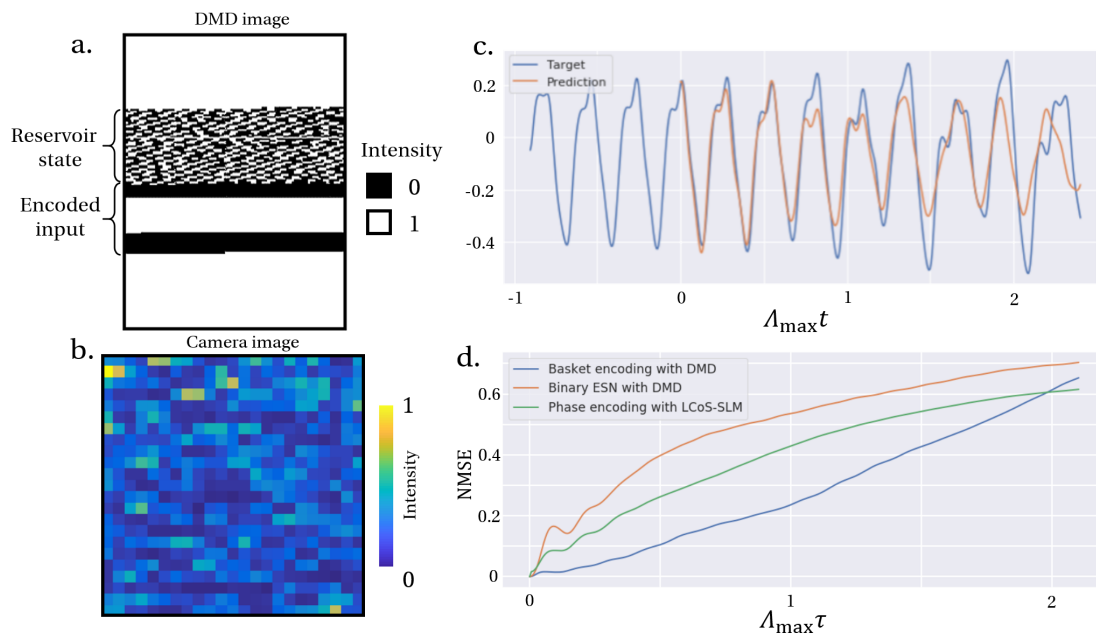 a.
DMD image
Reservoir
state
Encoded
input
Intensity
0
1
b.
Camera image
1
Intensity
0
c.
Target
Prediction
0.2
0
-0.2
-0.4
-1
0
1
2
Λmax t
d.
Basket encoding with DMD
Binary ESN with DMD
Phase encoding with LCoS-SLM
NMSE
0.6
0.4
0.2
0
0
1
2
Λmax τ